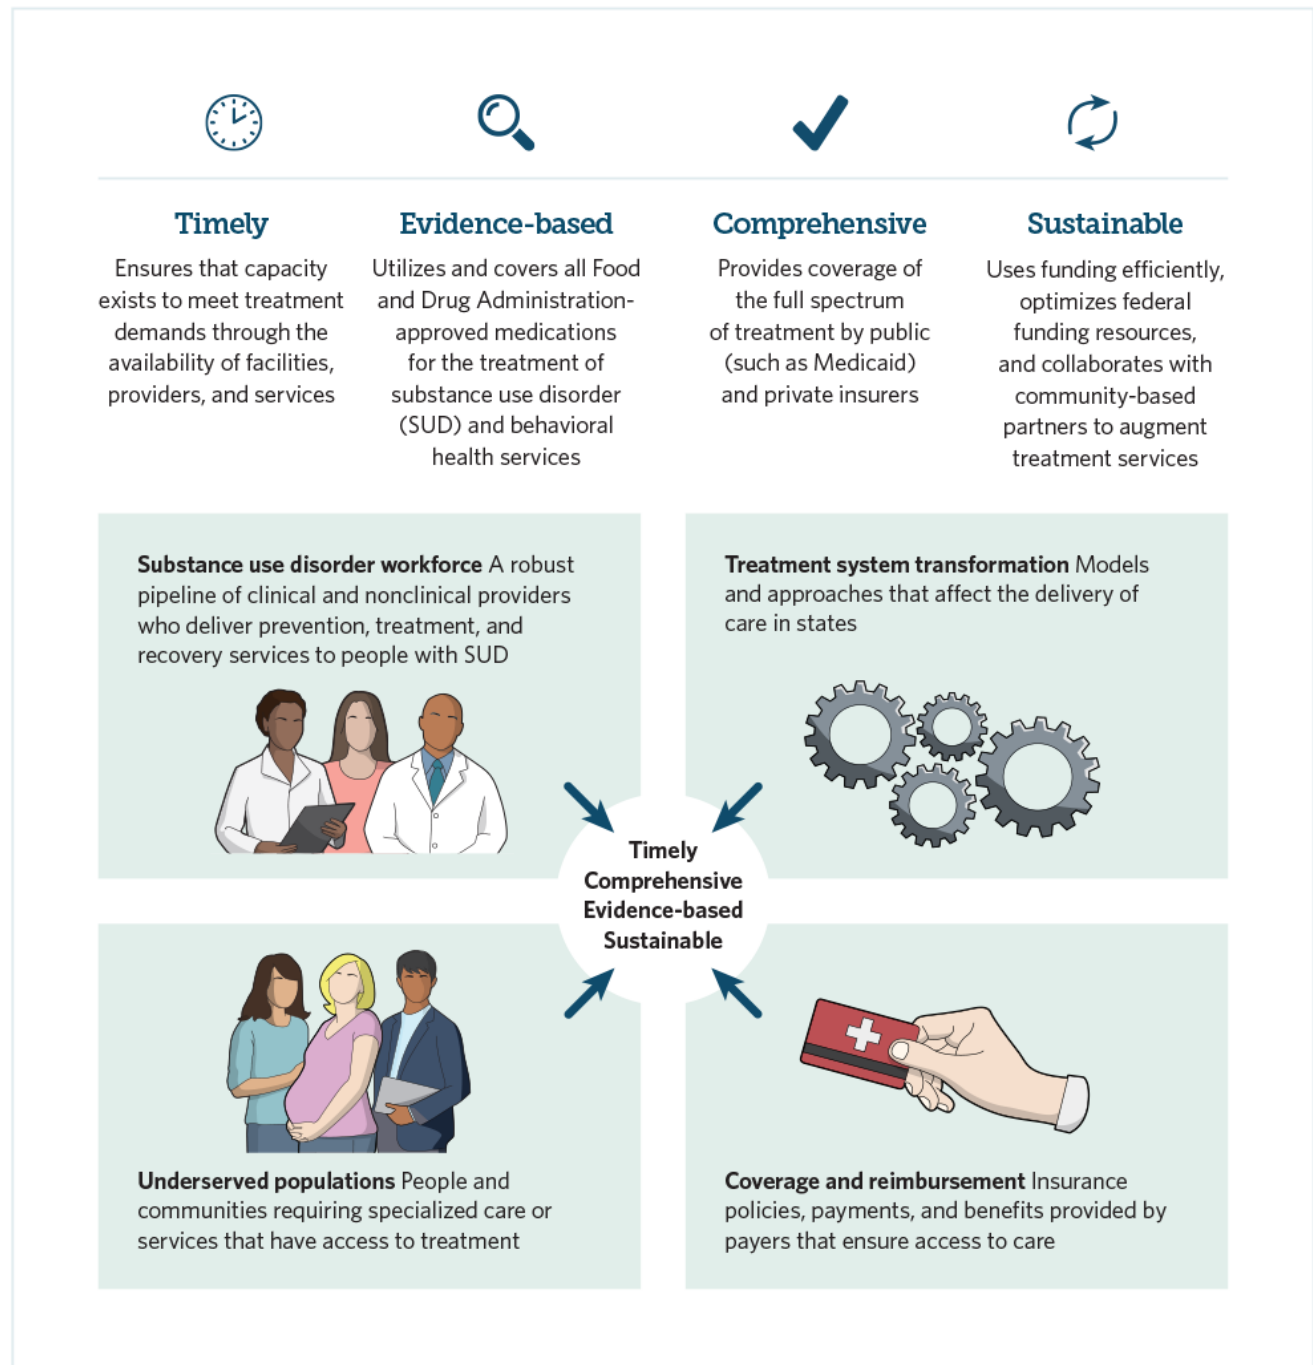 Timely
Ensures that capacity
exists to meet treatment
demands through the
availability of facilities,
providers, and services
Evidence-based
Utilizes and covers all Food
and Drug Administration-
approved medications
for the treatment of
substance use disorder
(SUD) and behavioral
health services
Comprehensive
Provides coverage of
the full spectrum
of treatment by public
(such as Medicaid)
and private insurers
Sustainable
Uses funding efficiently,
optimizes federal
funding resources,
and collaborates with
community-based
partners to augment
treatment services
Substance use disorder workforce A robust
pipeline of clinical and nonclinical providers
who deliver prevention, treatment, and
recovery services to people with SUD
Treatment system transformation Models
and approaches that affect the delivery of
care in states
Timely
Comprehensive
Evidence-based
Sustainable
Underserved populations People and
communities requiring specialized care or
services that have access to treatment
Coverage and reimbursement Insurance
policies, payments, and benefits provided by
payers that ensure access to care